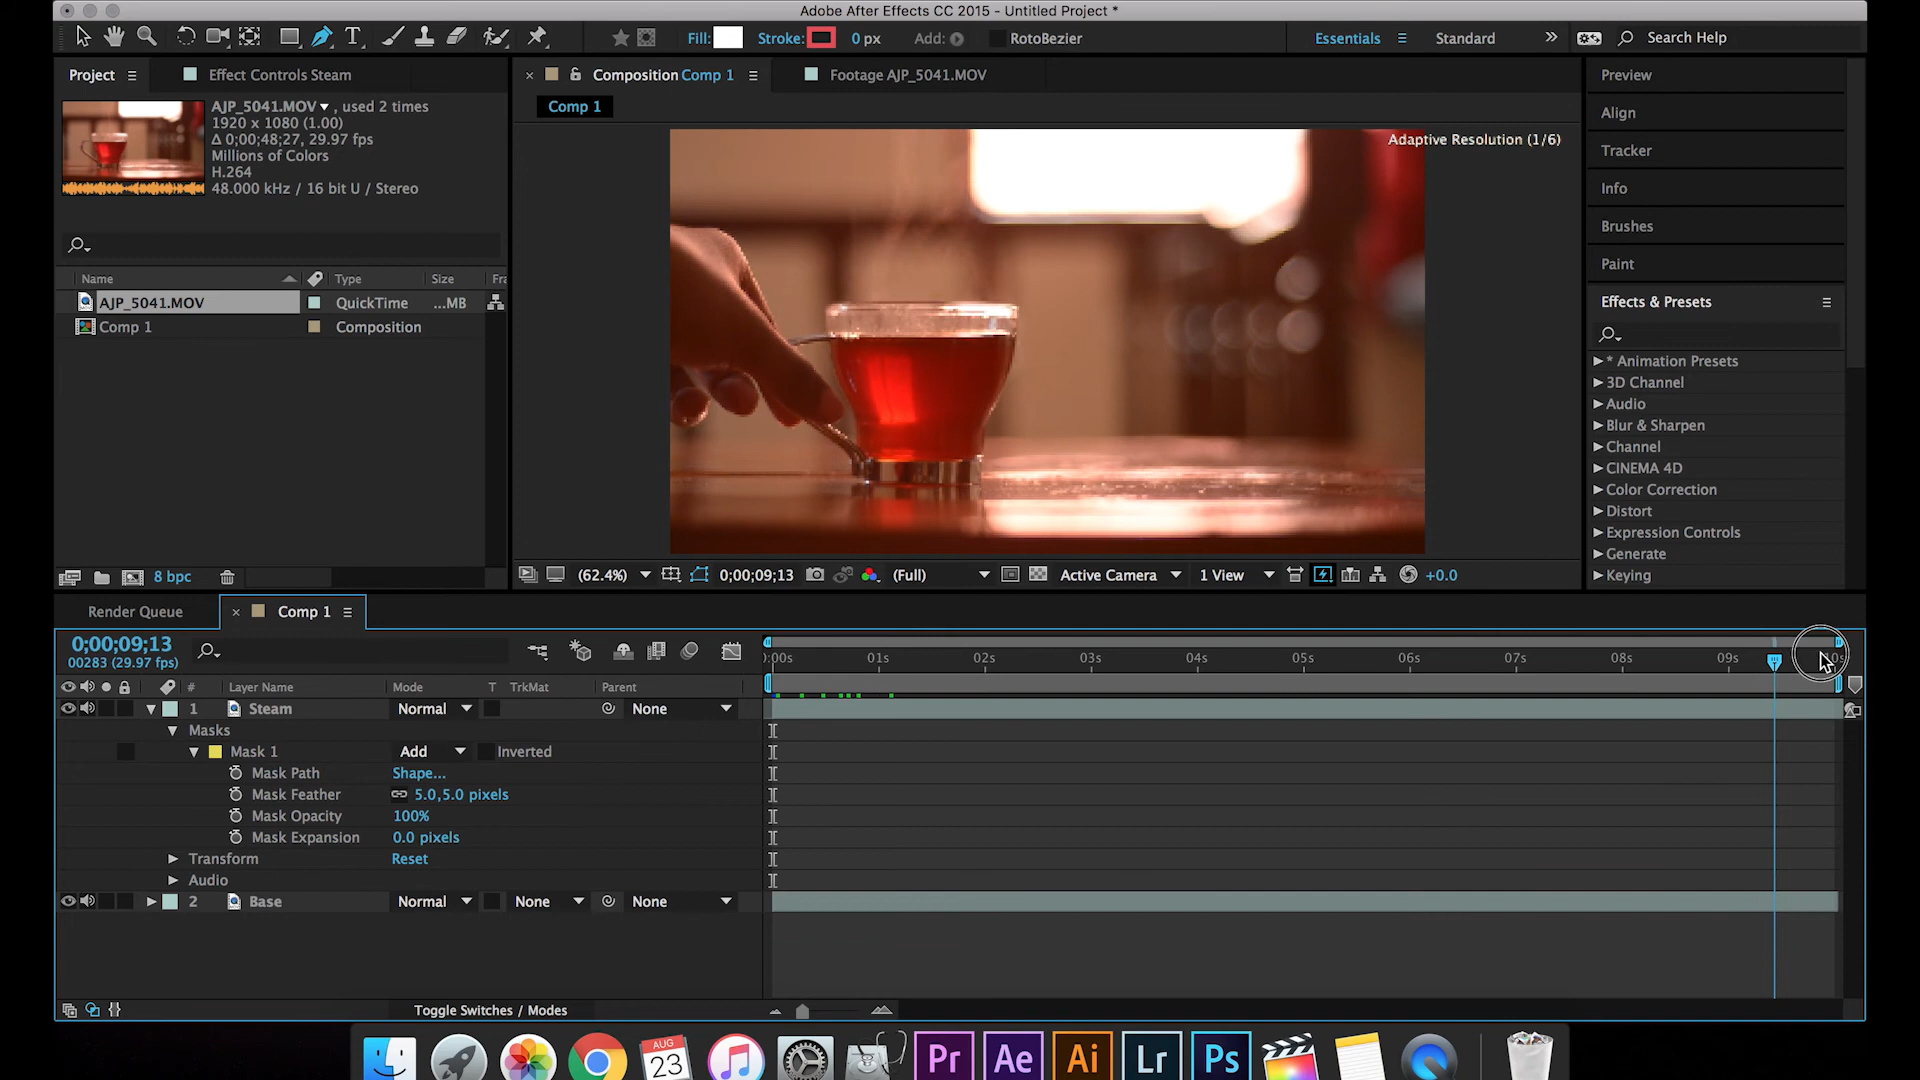 Adobe After Effects CC 2015 - Untitled Project *
Fill: Stroke: 0 px Add: RotoBezier Essentials Standard Search Help
Project Effect Controls Steam
AJP_5041.MOV , used 2 times
1920 x 1080 (1.00)
Δ 0;00;48;27, 29.97 fps
Millions of Colors
H.264
48.000 kHz / 16 bit U / Stereo
Name Type Size Fr
AJP_5041.MOV QuickTime ...MB
Comp 1 Composition
8 bpc
Composition Comp 1 Footage AJP_5041.MOV
Comp 1
Adaptive Resolution (1/6)
(62.4%) 0;00;09;13 (Full) Active Camera 1 View +0.0
Preview
Align
Tracker
Info
Brushes
Paint
Effects & Presets
* Animation Presets
3D Channel
Audio
Blur & Sharpen
Channel
CINEMA 4D
Color Correction
Distort
Expression Controls
Generate
Keying
Render Queue Comp 1
0;00;09;13
00283 (29.97 fps)
:00s 01s 02s 03s 04s 05s 06s 07s 08s 09s
# Layer Name Mode T TrkMat Parent
1 Steam Normal None
Masks
Mask 1 Add Inverted
Mask Path Shape...
Mask Feather 5.0,5.0 pixels
Mask Opacity 100%
Mask Expansion 0.0 pixels
Transform Reset
Audio
2 Base Normal None None
Toggle Switches / Modes
AUG
23
Pr Ae Ai Lr Ps